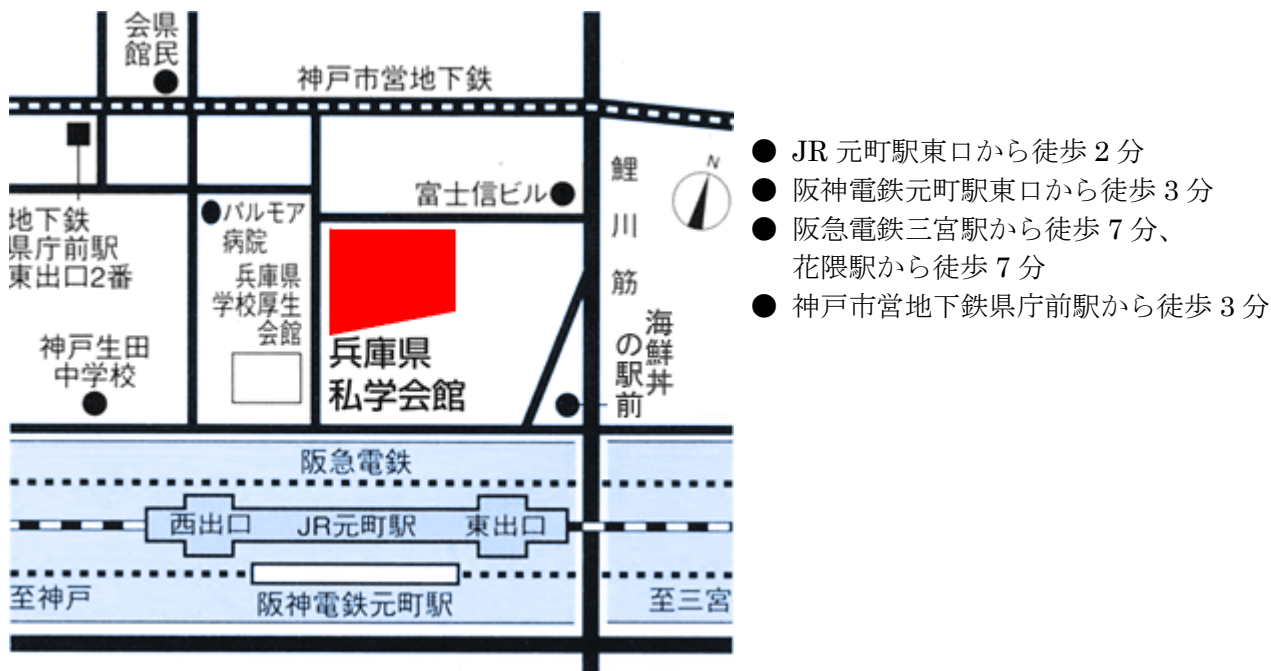 会県
館民
神戸市営地下鉄
N
鯉川筋
富士信ビル
パルモア
病院
地下鉄
県庁前駅
東出口2番
兵庫県
学校厚生
会館
神戸生田
中学校
兵庫県
私学会館
海鮮丼
の駅前
阪急電鉄
西出口
JR元町駅
東出口
至神戸
阪神電鉄元町駅
至三宮
● JR 元町駅東口から徒歩 2 分
● 阪神電鉄元町駅東口から徒歩 3 分
● 阪急電鉄三宮駅から徒歩 7 分、
花隈駅から徒歩 7 分
● 神戸市営地下鉄県庁前駅から徒歩 3 分